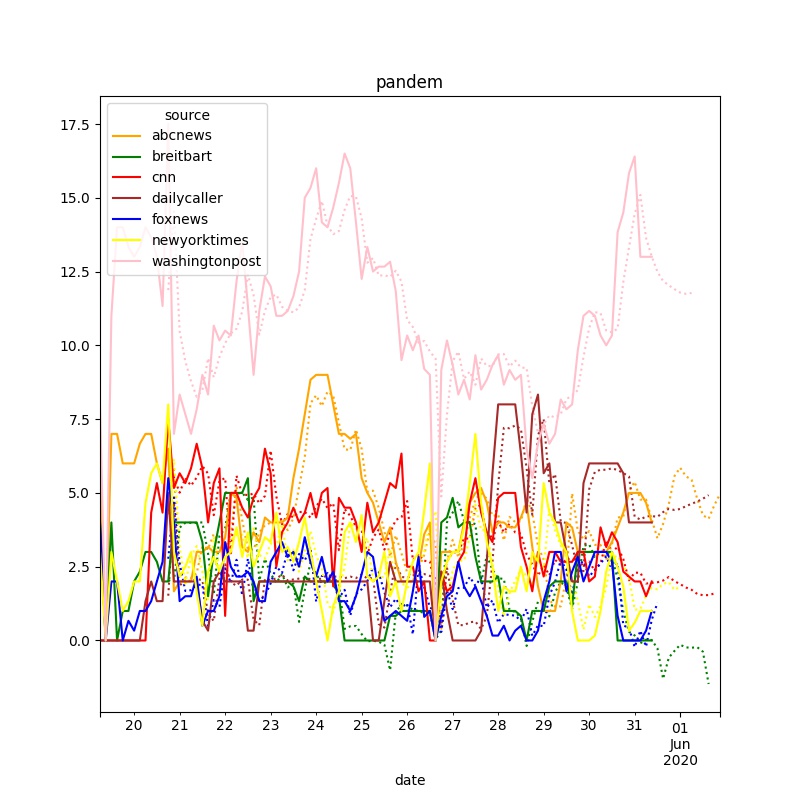 pandem
source
abcnews
breitbart
cnn
dailycaller
foxnews
newyorktimes
washingtonpost
17.5
15.0
12.5
10.0
7.5
5.0
2.5
0.0
20 21 22 23 24 25 26 27 28 29 30 31 01
Jun
2020
date